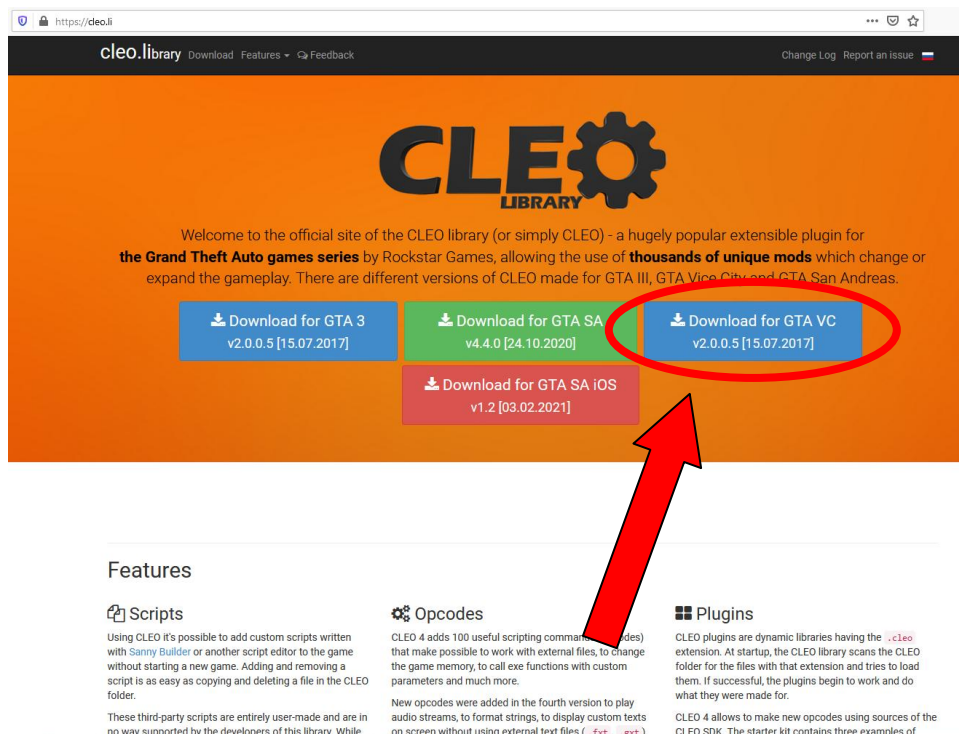 https://cleo.li
cleo.library Download Features Feedback Change Log Report an issue
CLEO
LIBRARY
Welcome to the official site of the CLEO library (or simply CLEO) - a hugely popular extensible plugin for
the Grand Theft Auto games series by Rockstar Games, allowing the use of thousands of unique mods which change or
expand the gameplay. There are different versions of CLEO made for GTA III, GTA Vice City and GTA San Andreas.
Download for GTA 3
v2.0.0.5 [15.07.2017]
Download for GTA SA
v4.4.0 [24.10.2020]
Download for GTA VC
v2.0.0.5 [15.07.2017]
Download for GTA SA iOS
v1.2 [03.02.2021]
Features
Scripts
Using CLEO it's possible to add custom scripts written
with Sanny Builder or another script editor to the game
without starting a new game. Adding and removing a
script is as easy as copying and deleting a file in the CLEO
folder.
These third-party scripts are entirely user-made and are in
no way supported by the developers of this library. While
Opcodes
CLEO 4 adds 100 useful scripting commands
that make possible to work with external files, to change
the game memory, to call exe functions with custom
parameters and much more.
New opcodes were added in the fourth version to play
audio streams, to format strings, to display custom texts
on screen without using external text files ( .fxt, .gxt )
Plugins
CLEO plugins are dynamic libraries having the .cleo
extension. At startup, the CLEO library scans the CLEO
folder for the files with that extension and tries to load
them. If successful, the plugins begin to work and do
what they were made for.
CLEO 4 allows to make new opcodes using sources of the
CLEO SDK. The starter kit contains three examples of